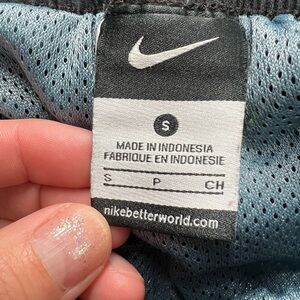 S
MADE IN INDONESIA
FABRIQUE EN INDONESIE
S P CH
nikebetterworld.com